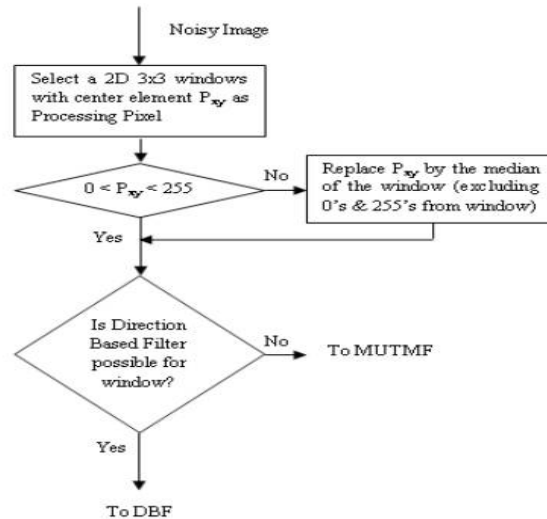 Noisy Image
Select a 2D 3x3 windows
with center element Pxy as
Processing Pixel
0 < Pxy < 255
No
Replace Pxy by the median
of the window (excluding
0's & 255's from window)
Yes
Is Direction
Based Filter
possible for
window?
No
To MUTMF
Yes
To DBF